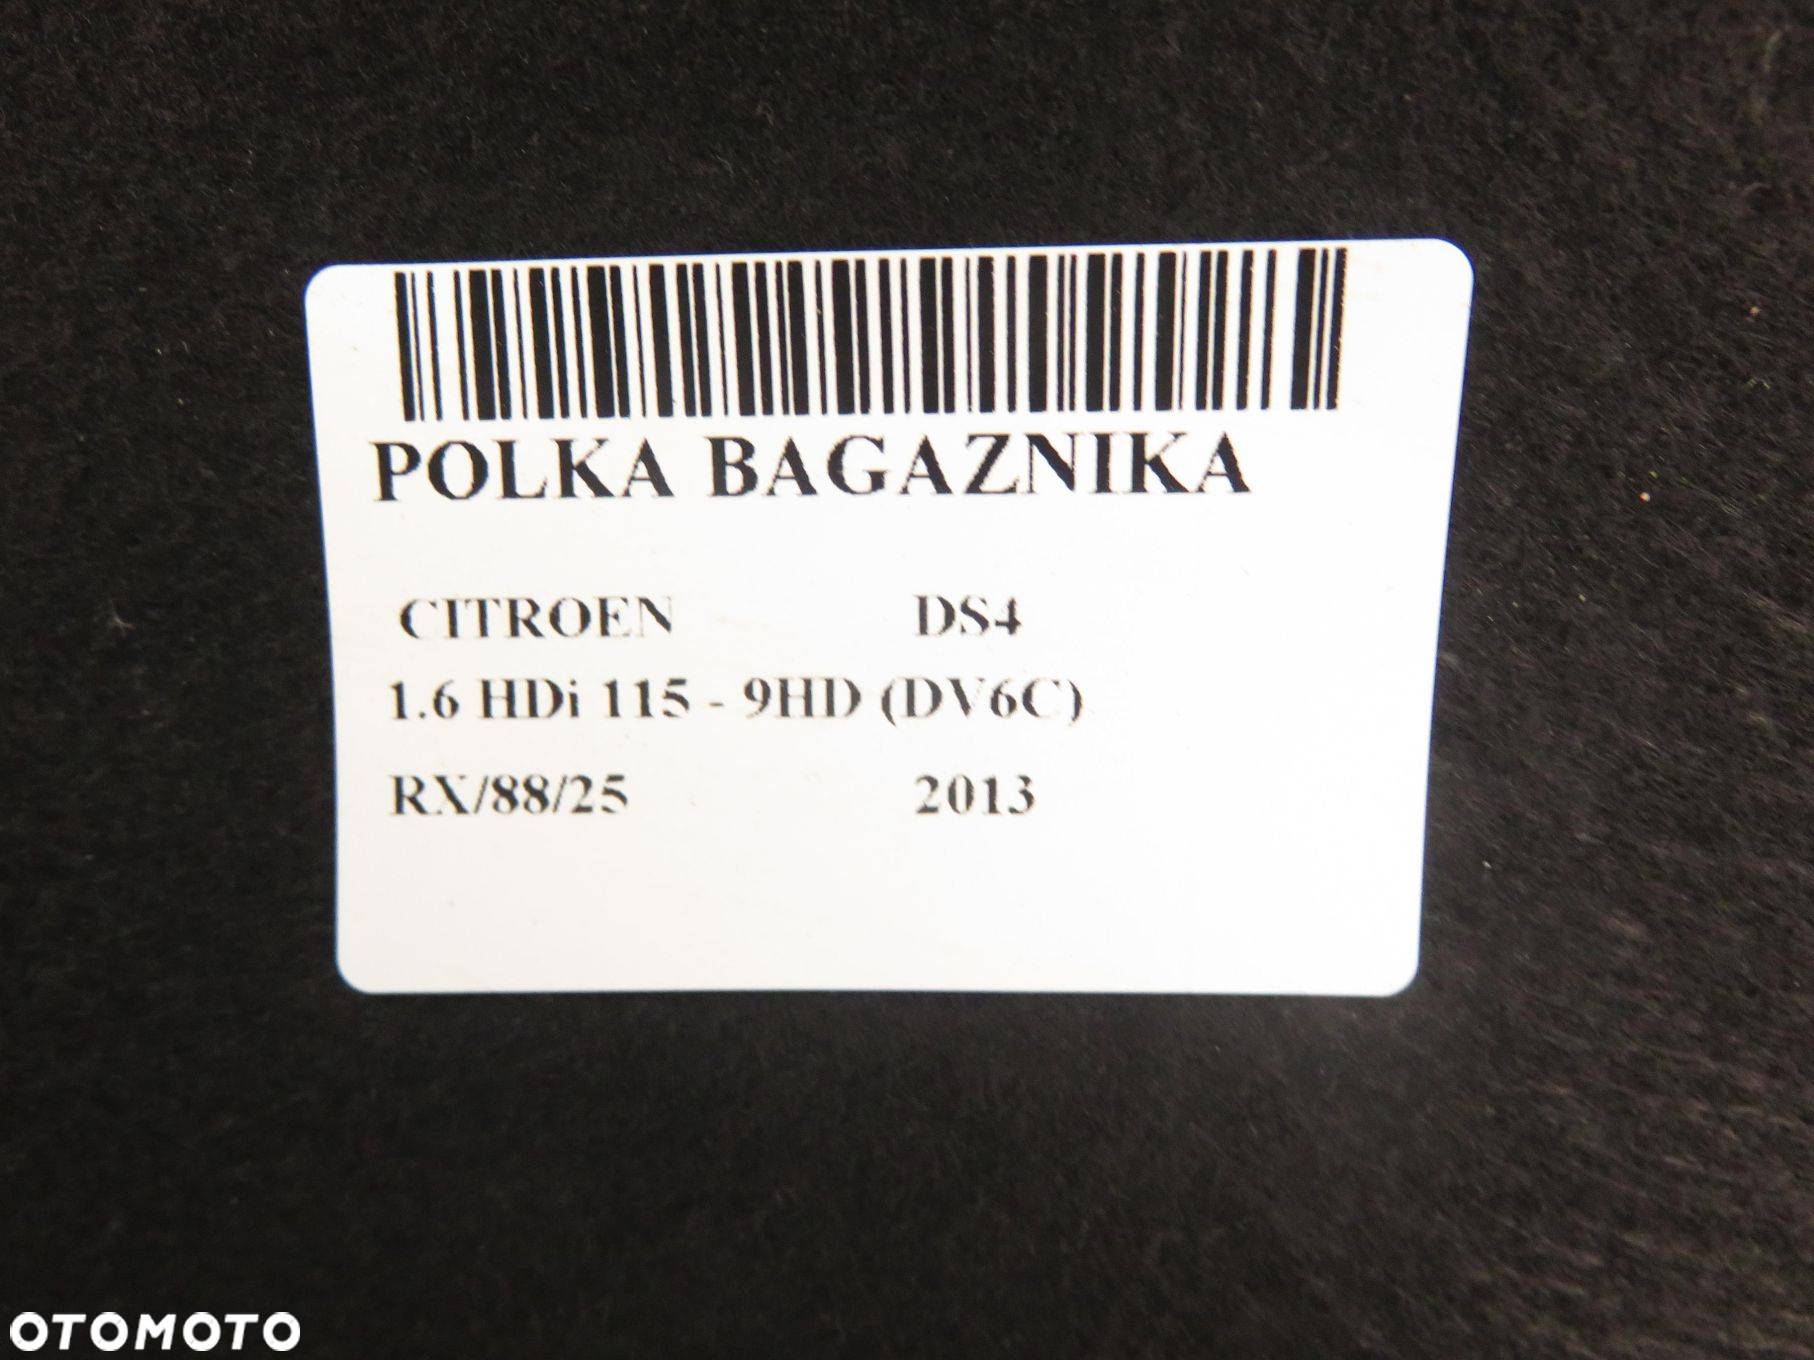 POLKA BAGAZNIKA
CITROEN DS4
1.6 HDi 115 - 9HD (DV6C)
RX/88/25 2013
OTOMOTO